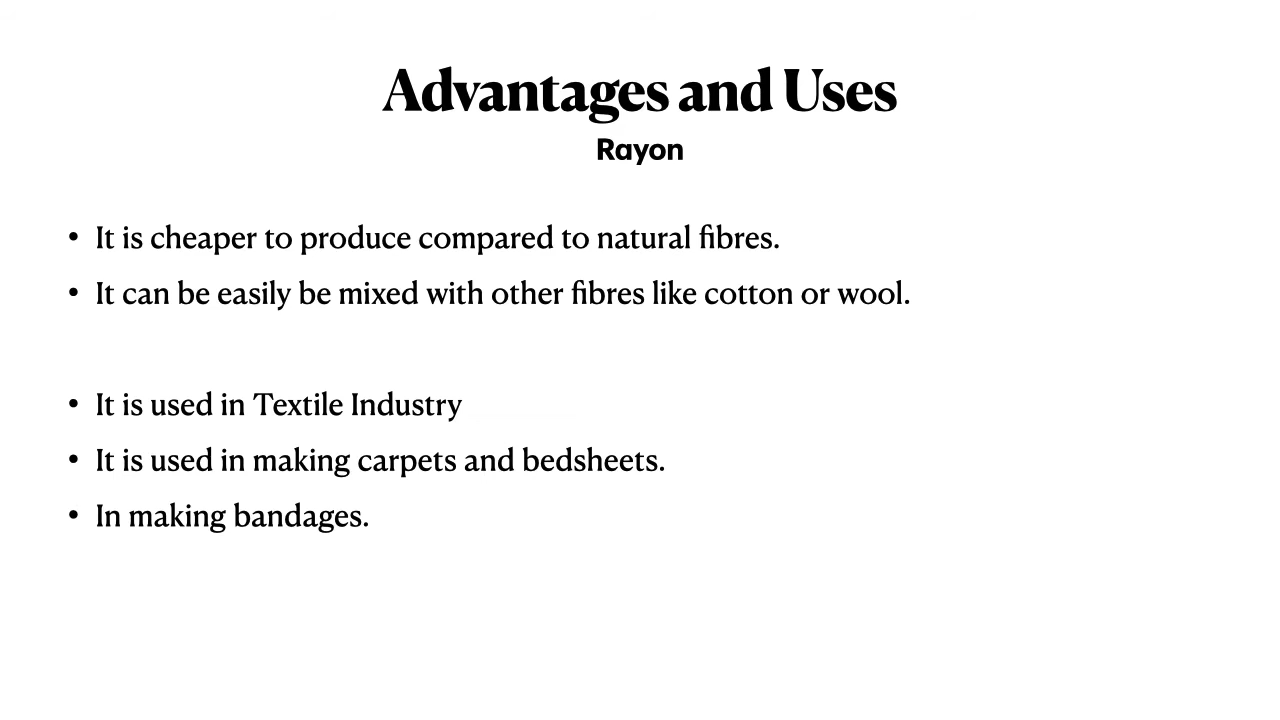 Advantages and Uses
Rayon
• It is cheaper to produce compared to natural fibres.
• It can be easily be mixed with other fibres like cotton or wool.
• It is used in Textile Industry
• It is used in making carpets and bedsheets.
• In making bandages.